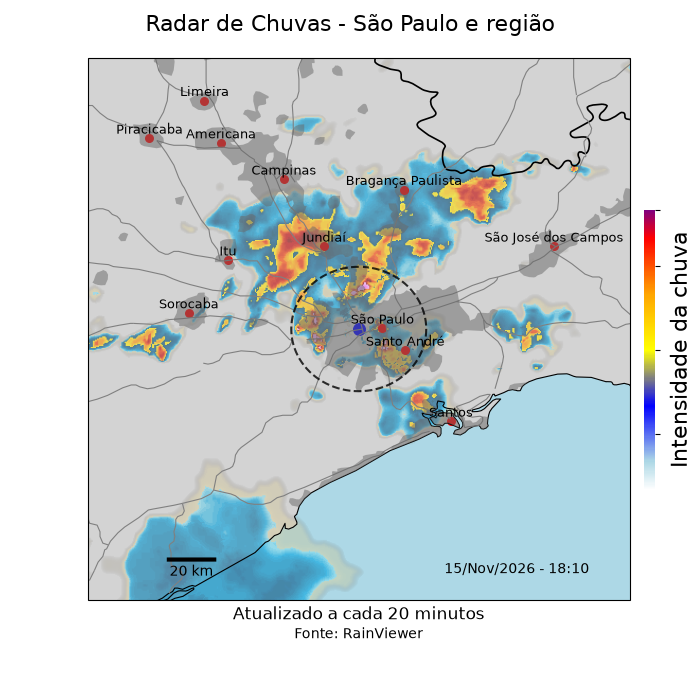 Radar de Chuvas - São Paulo e região
Limeira
Piracicaba
Americana
Campinas
Bragança Paulista
Jundiaí
São José dos Campos
Itu
Sorocaba
São Paulo
Santo André
Santos
Intensidade da chuva
20 km
15/Nov/2026 - 18:10
Atualizado a cada 20 minutos
Fonte: RainViewer